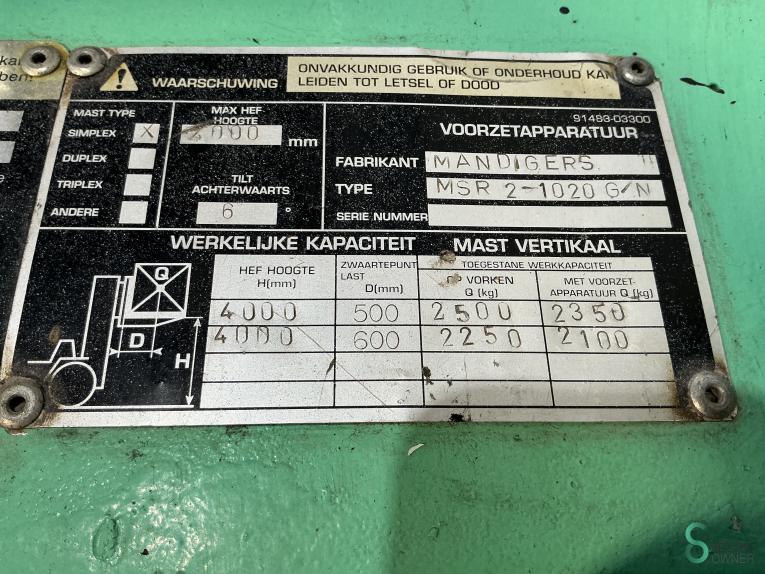 WAARSCHUWING
ONVAKKUNDIG GEBRUIK OF ONDERHOUD KAN
LEIDEN TOT LETSEL OF DOOD
91483-03300
MAST TYPE
SIMPLEX X
DUPLEX
TRIPLEX
ANDERE
MAX HEF
HOOGTE
4000 mm
TILT
ACHTERWAARTS
6 °
VOORZETAPPARATUUR
FABRIKANT MANDIGERS
TYPE MSR 2-1020 G/N
SERIE NUMMER
WERKELIJKE KAPACITEIT MAST VERTIKAAL
HEF HOOGTE
H(mm)
ZWAARTEPUNT
LAST
D(mm)
TOEGESTANE WERKKAPACITEIT
OP VORKEN
Q (kg)
MET VOORZET-
APPARATUUR Q (kg)
4000 500 2500 2350
4000 600 2250 2100
Q
D
H
S
OWNER